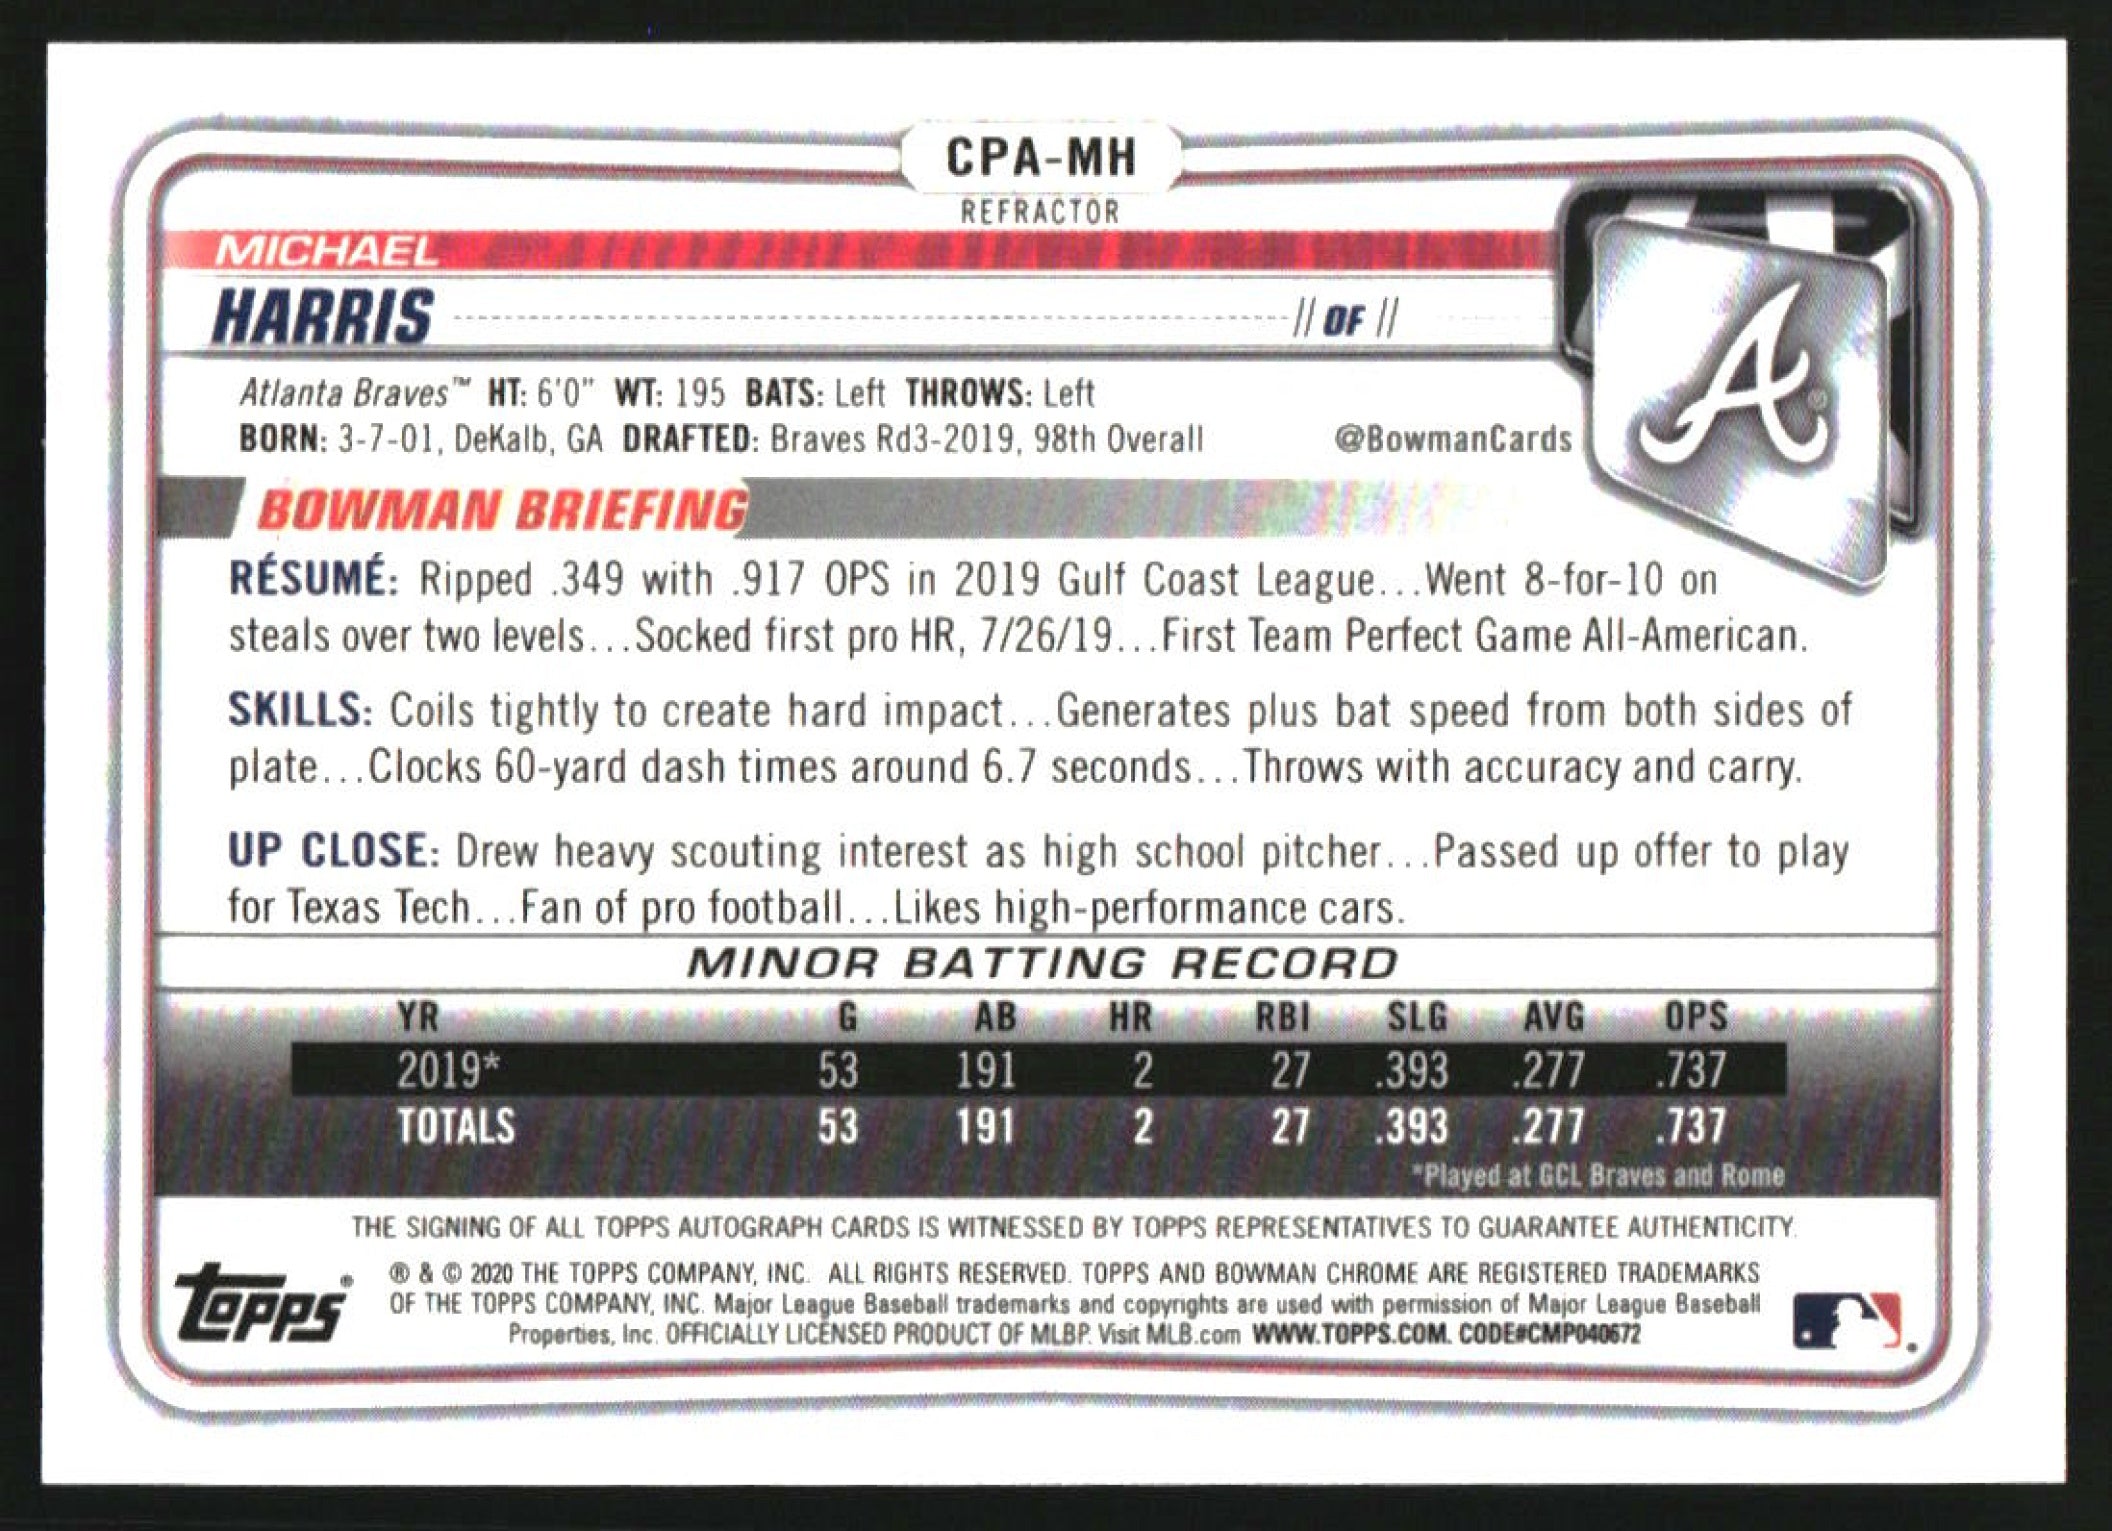 CPA-MH
REFRACTOR
MICHAEL
HARRIS // OF //
Atlanta Braves™ HT: 6'0" WT: 195 BATS: Left THROWS: Left
BORN: 3-7-01, DeKalb, GA DRAFTED: Braves Rd3-2019, 98th Overall @BowmanCards
A®
BOWMAN BRIEFING
RÉSUMÉ: Ripped .349 with .917 OPS in 2019 Gulf Coast League...Went 8-for-10 on
steals over two levels...Socked first pro HR, 7/26/19...First Team Perfect Game All-American.
SKILLS: Coils tightly to create hard impact...Generates plus bat speed from both sides of
plate...Clocks 60-yard dash times around 6.7 seconds...Throws with accuracy and carry.
UP CLOSE: Drew heavy scouting interest as high school pitcher...Passed up offer to play
for Texas Tech...Fan of pro football...Likes high-performance cars.
MINOR BATTING RECORD
YR G AB HR RBI SLG AVG OPS
2019* 53 191 2 27 .393 .277 .737
TOTALS 53 191 2 27 .393 .277 .737
*Played at GCL Braves and Rome
THE SIGNING OF ALL TOPPS AUTOGRAPH CARDS IS WITNESSED BY TOPPS REPRESENTATIVES TO GUARANTEE AUTHENTICITY.
topps®
® & © 2020 THE TOPPS COMPANY, INC. ALL RIGHTS RESERVED. TOPPS AND BOWMAN CHROME ARE REGISTERED TRADEMARKS
OF THE TOPPS COMPANY, INC. Major League Baseball trademarks and copyrights are used with permission of Major League Baseball
Properties, Inc. OFFICIALLY LICENSED PRODUCT OF MLBP. Visit MLB.com WWW.TOPPS.COM. CODE#CMP040672